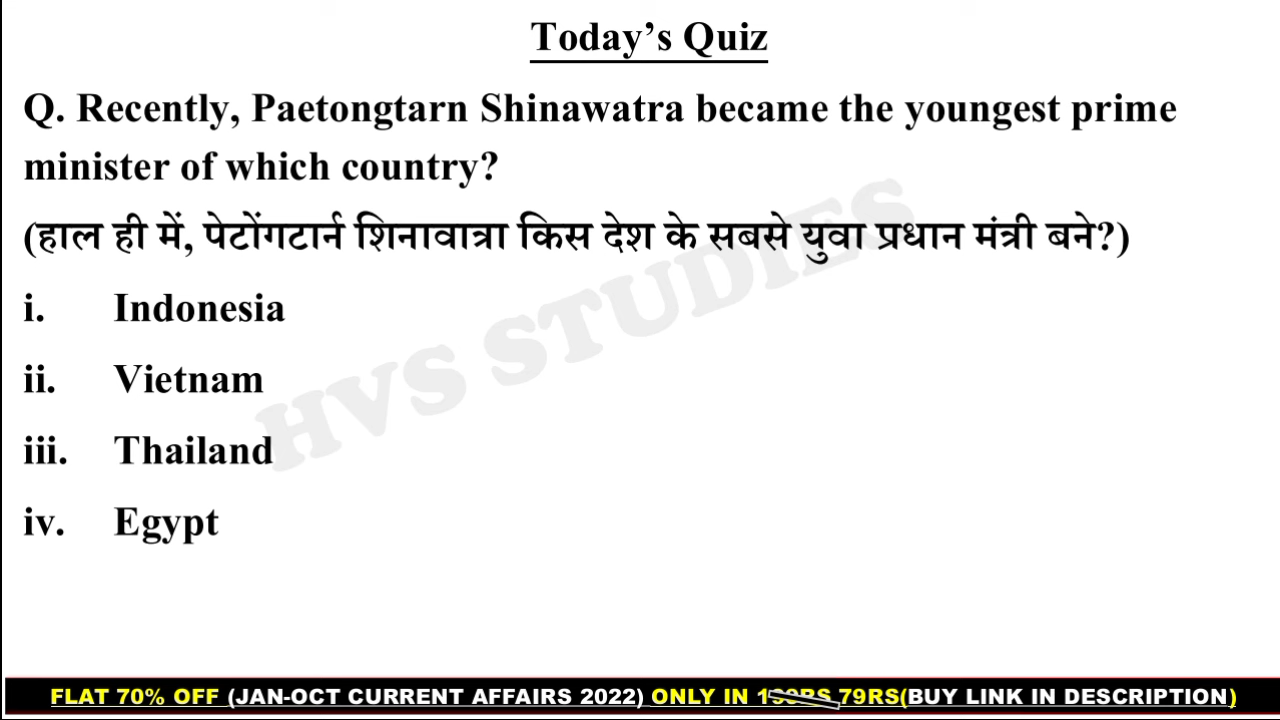 Today’s Quiz
Q. Recently, Paetongtarn Shinawatra became the youngest prime
minister of which country?
(हाल ही में, पेटोंगटार्न शिनावात्रा किस देश के सबसे युवा प्रधान मंत्री बने?)
HVS STUDIES
i. Indonesia
ii. Vietnam
iii. Thailand
iv. Egypt
FLAT 70% OFF (JAN-OCT CURRENT AFFAIRS 2022) ONLY IN 79RS(BUY LINK IN DESCRIPTION)